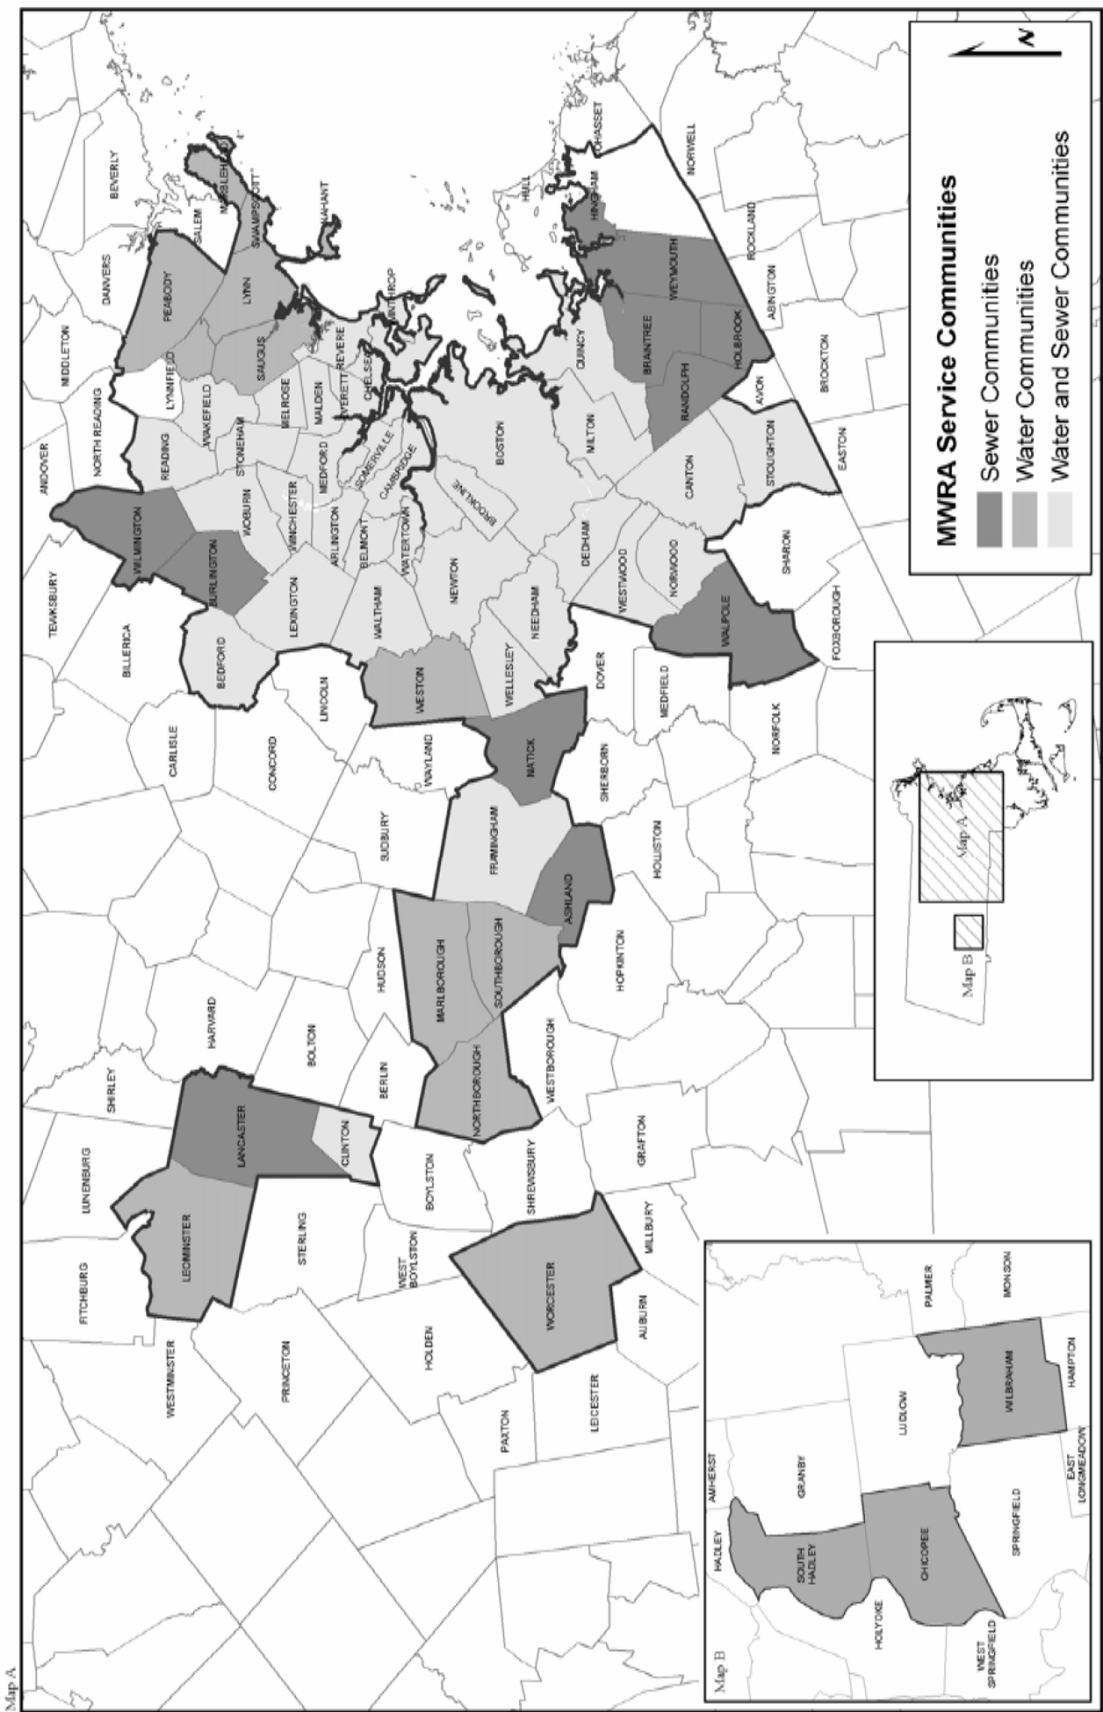 Map A
ANDOVER
MIDDLETON
DANVERS
BEVERLY
NORTH READING
TEWKSBURY
WILMINGTON
READING
LYNNFIELD
PEABODY
SALEM
BILLERICA
BURLINGTON
WOBURN
WAKEFIELD
STONEHAM
SAUGUS
LYNN
SWAMPSCOTT
BEDFORD
CARLISLE
LEXINGTON
WINCHESTER
MELROSE
MALDEN
MEDFORD
REVERE
EVERETT
CHELSEA
ARLINGTON
SOMERVILLE
CAMBRIDGE
BELMONT
WATERTOWN
WALTHAM
LINCOLN
CONCORD
WESTON
NEWTON
BROOKLINE
BOSTON
HULL
WAYLAND
SUDBURY
WELLESLEY
NEEDHAM
DEDHAM
MILTON
QUINCY
HINGHAM
NORWELL
NATICK
FRAMINGHAM
DOVER
WESTWOOD
NORWOOD
CANTON
RANDOLPH
BRAINTREE
WEYMOUTH
HOLBROOK
ROCKLAND
ABINGTON
AVON
BROCKTON
STOUGHTON
EASTON
SHARON
WALPOLE
FOXBOROUGH
NORFOLK
MEDFIELD
SHERBORN
HOLLISTON
ASHLAND
HOPKINTON
SOUTHBOROUGH
MARLBOROUGH
HUDSON
NORTHBOROUGH
WESTBOROUGH
BERLIN
BOLTON
HARVARD
SHIRLEY
LANCASTER
CLINTON
LUNENBURG
LEOMINSTER
FITCHBURG
STERLING
BOYLSTON
WEST
BOYLSTON
SHREWSBURY
GRAFTON
MILLBURY
WORCESTER
AUBURN
HOLDEN
PRINCETON
WESTMINSTER
PAXTON
LEICESTER
MWRA Service Communities
Sewer Communities
Water Communities
Water and Sewer Communities
N
Map A
Map B
Map B
HADLEY
AMHERST
SOUTH
HADLEY
GRANBY
HOLYOKE
CHICOPEE
LUDLOW
PALMER
MONSON
WILBRAHAM
HAMPTON
EAST
LONGMEADOW
SPRINGFIELD
WEST
SPRINGFIELD